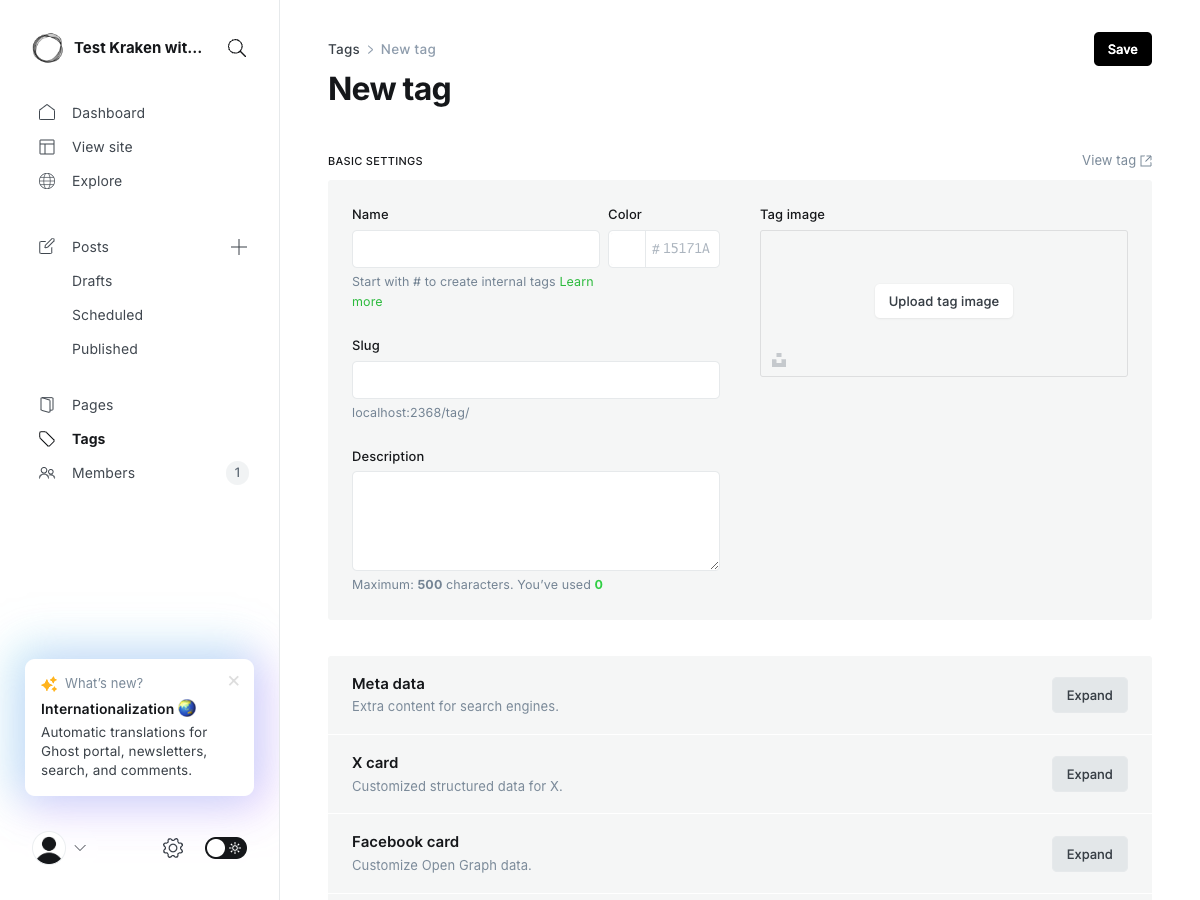 Test Kraken wit...
Dashboard
View site
Explore
Posts
Drafts
Scheduled
Published
Pages
Tags
Members
1
What's new?
Internationalization
Automatic translations for
Ghost portal, newsletters,
search, and comments.
Tags
New tag
Save
New tag
BASIC SETTINGS
View tag
Name
Color
# 15171A
Start with # to create internal tags Learn
more
Slug
localhost:2368/tag/
Description
Maximum: 500 characters. You've used 0
Tag image
Upload tag image
Meta data
Extra content for search engines.
Expand
X card
Customized structured data for X.
Expand
Facebook card
Customize Open Graph data.
Expand